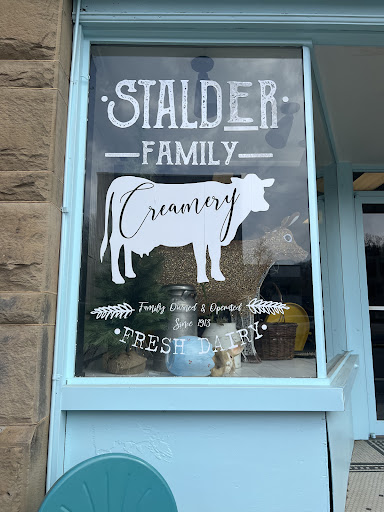 STALDER
FAMILY
Creamery
Family Owned & Operated
Since 1913
FRESH DAIRY